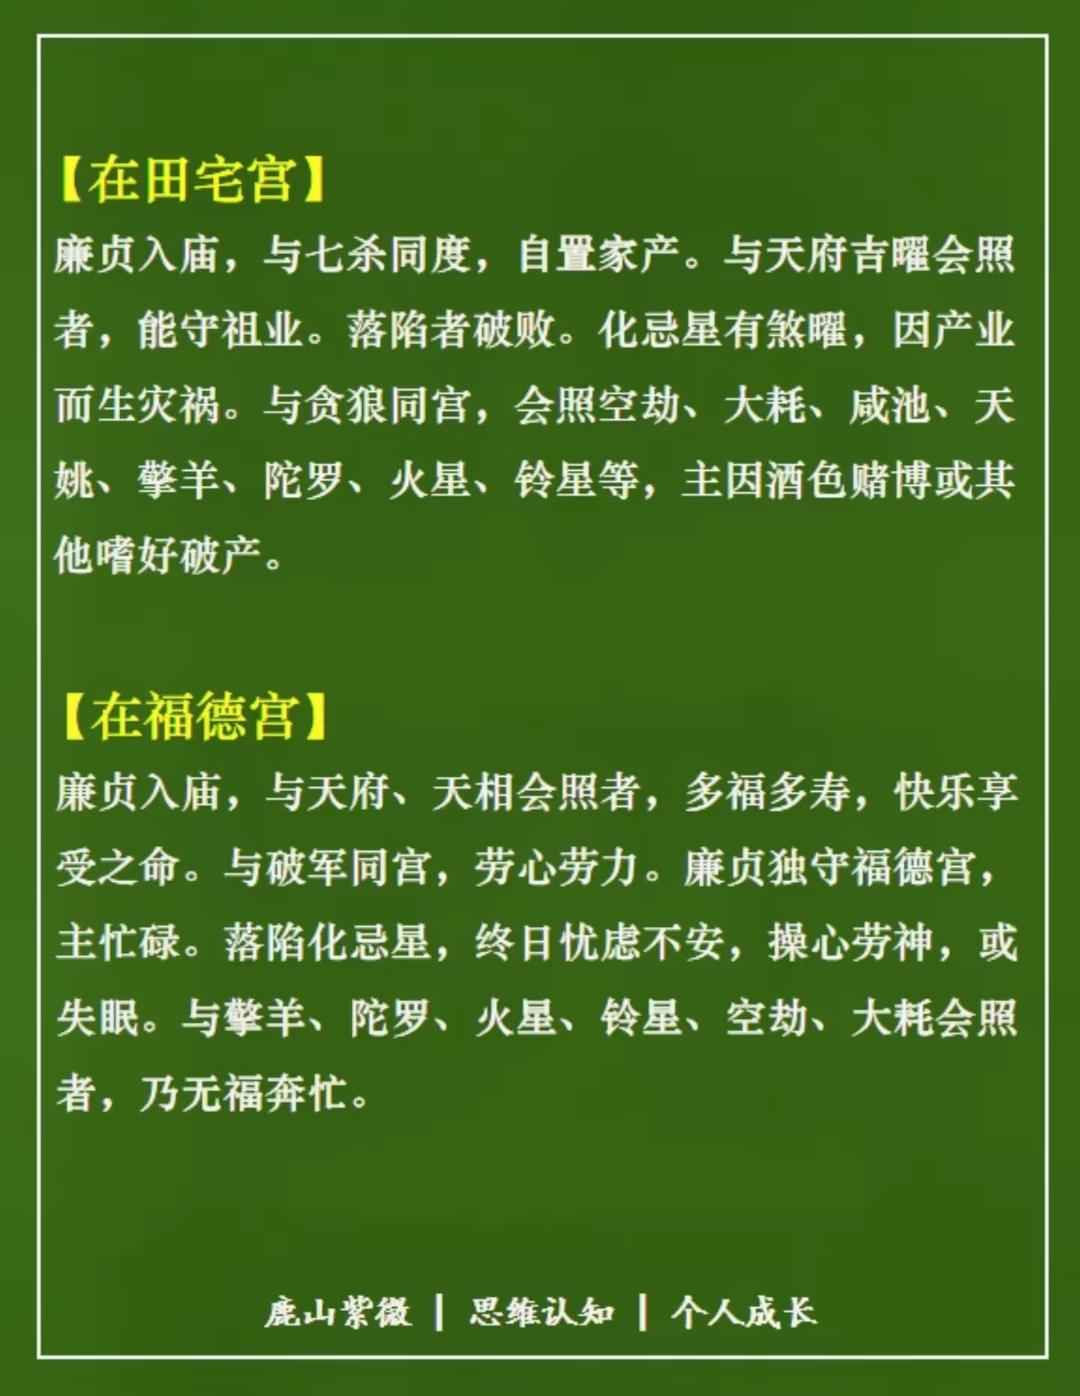 【在田宅宫】
廉贞入庙，与七杀同度，自置家产。与天府吉曜会照
者，能守祖业。落陷者破败。化忌星有煞曜，因产业
而生灾祸。与贪狼同宫，会照空劫、大耗、咸池、天
姚、擎羊、陀罗、火星、铃星等，主因酒色赌博或其
他嗜好破产。
【在福德宫】
廉贞入庙，与天府、天相会照者，多福多寿，快乐享
受之命。与破军同宫，劳心劳力。廉贞独守福德宫，
主忙碌。落陷化忌星，终日忧虑不安，操心劳神，或
失眠。与擎羊、陀罗、火星、铃星、空劫、大耗会照
者，乃无福奔忙。
鹿山紫微 | 思维认知 | 个人成长